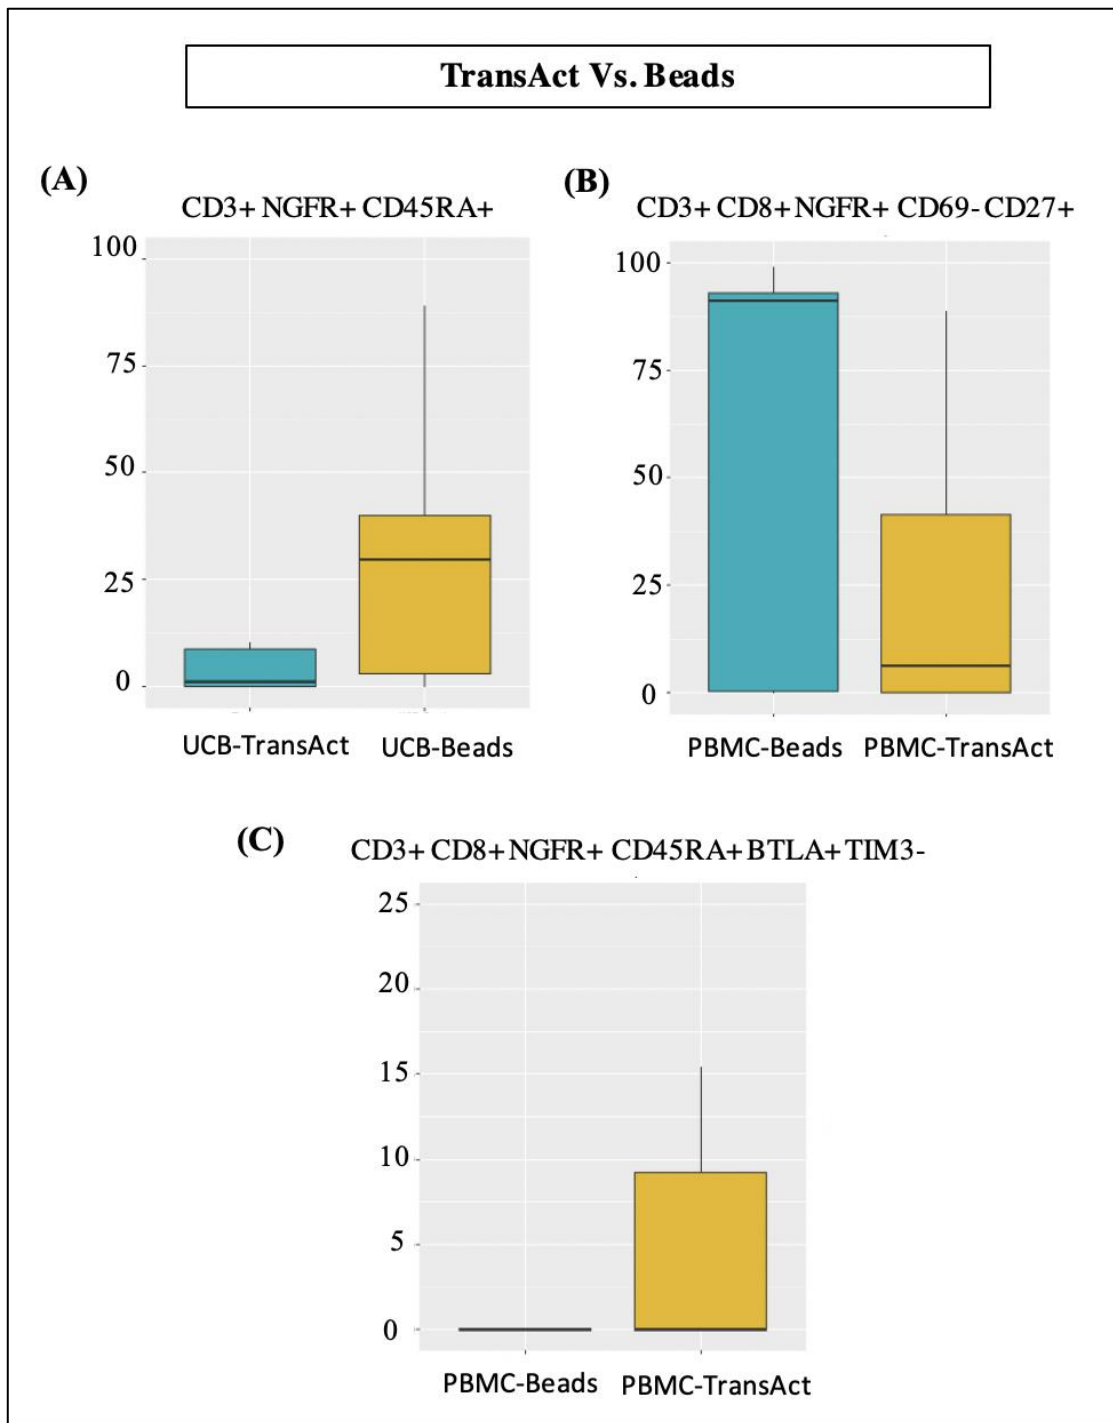 TransAct Vs. Beads
(A)
CD3+ NGFR+ CD45RA+
100
75
50
25
0
UCB-TransAct UCB-Beads
(B)
CD3+ CD8+ NGFR+ CD69- CD27+
100
75
50
25
0
PBMC-Beads PBMC-TransAct
(C)
CD3+ CD8+ NGFR+ CD45RA+ BTLA+ TIM3-
25
20
15
10
5
0
PBMC-Beads PBMC-TransAct